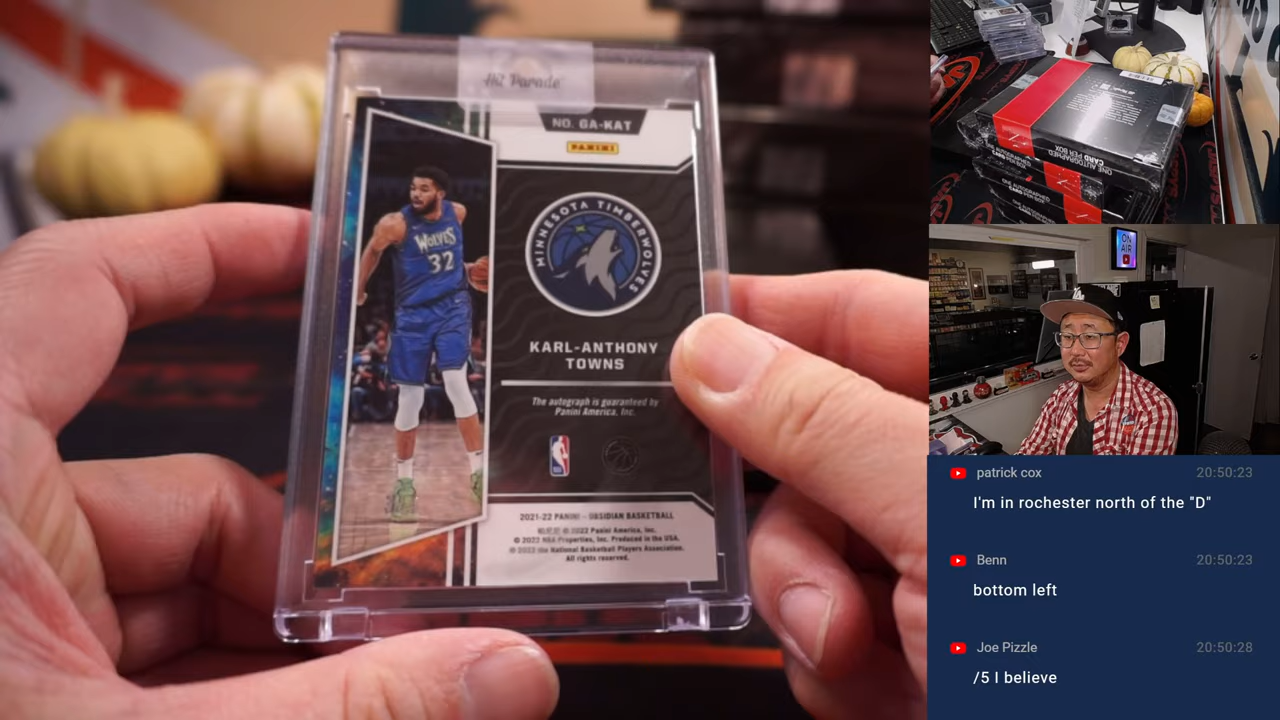 Hit Parade
NO. GA-KAT
PANINI
MINNESOTA TIMBERWOLVES
WOLVES
32
KARL-ANTHONY
TOWNS
The autograph is guaranteed by
Panini America, Inc.
2021-22 PANINI - OBSIDIAN BASKETBALL
© 2022 Panini America, Inc.
© 2022 NBA Properties, Inc. Produced in the USA.
© 2022 the National Basketball Players Association.
All rights reserved.
ONE AUTOGRAPHED
CARD PER BOX
ON
AIR
patrick cox 20:50:23
I'm in rochester north of the "D"
Benn 20:50:23
bottom left
Joe Pizzle 20:50:28
/5 I believe